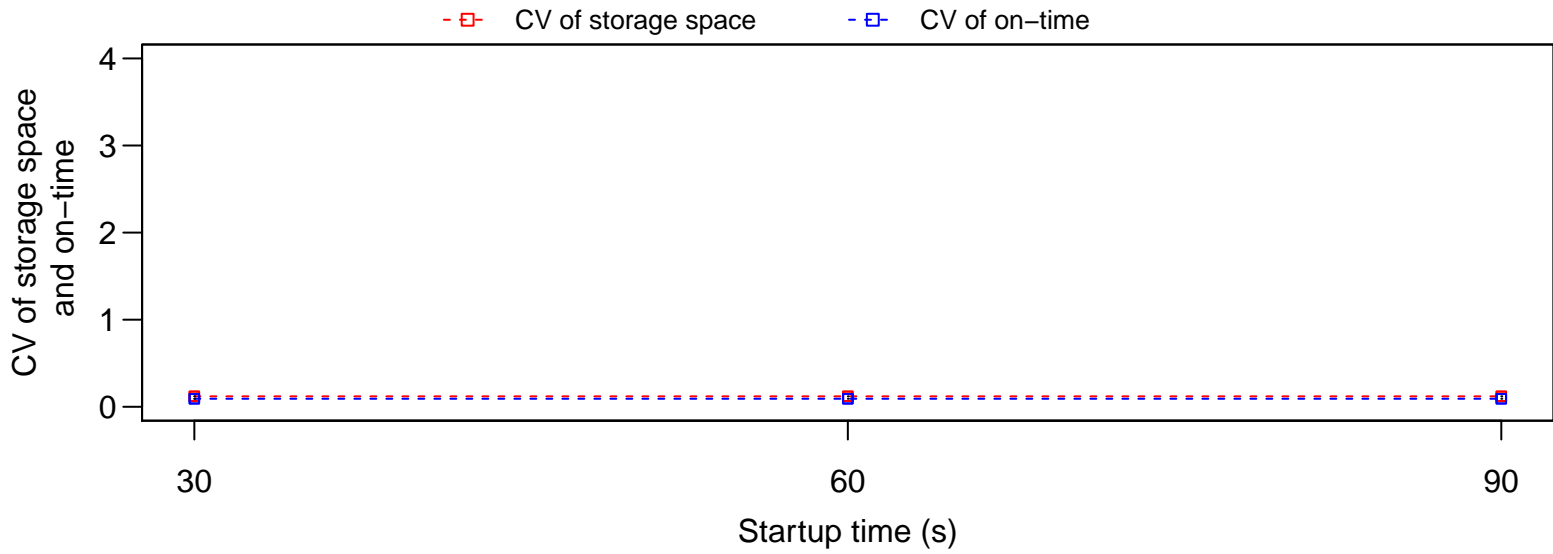 CV of storage space
CV of on−time
CV of storage space
and on−time
4
3
2
1
0
30
60
90
Startup time (s)